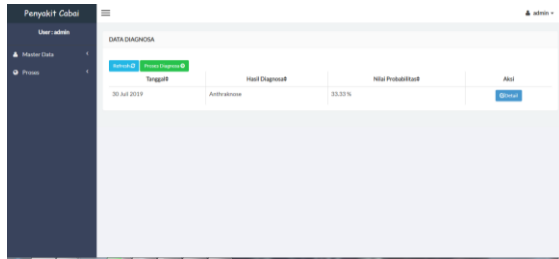 Penyakit Cabai
admin
User : admin
DATA DIAGNOSA
Master Data
Proses
Refresh
Proses Diagnosa
Tanggal
Hasil Diagnosa
Nilai Probabilitas
Aksi
30 Juli 2019
Anthraknose
33.33 %
Detail